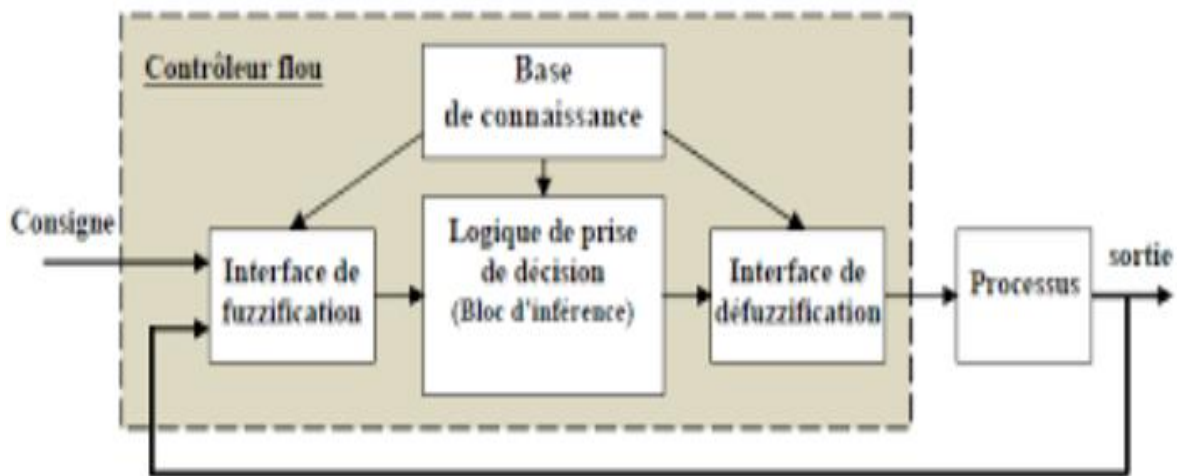 Contrôleur flou
Base
de connaissance
Consigne
Interface de
fuzzification
Logique de prise
de décision
(Bloc d'inférence)
Interface de
défuzzification
Processus
sortie